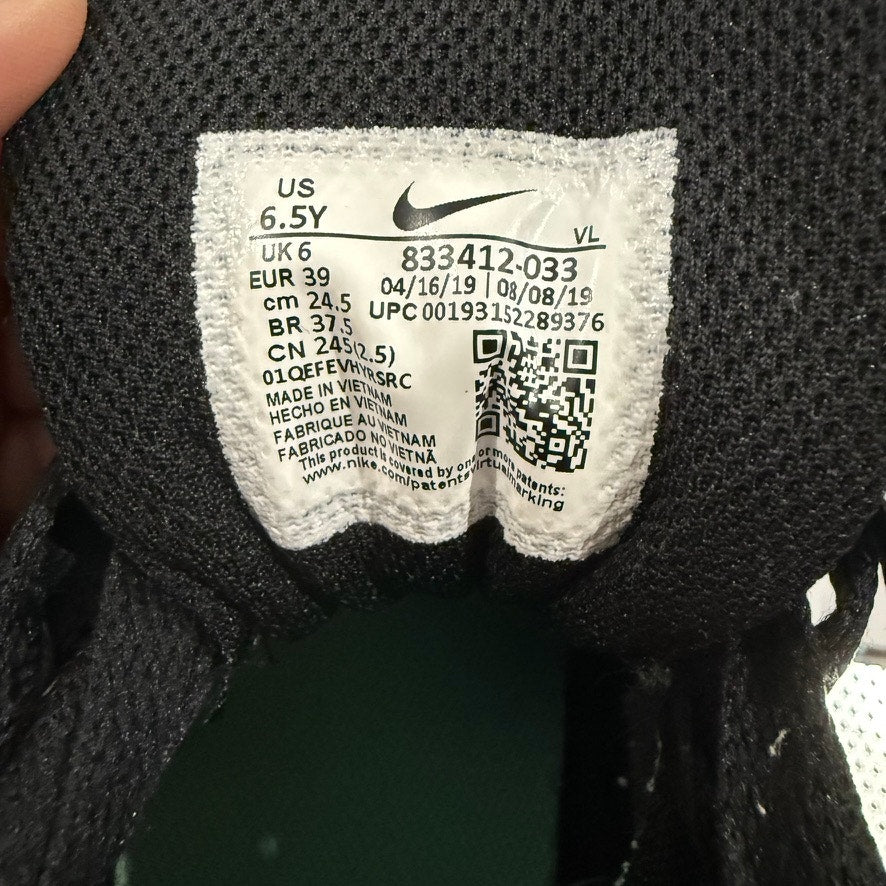 US
6.5Y
VL
UK 6
833412-033
EUR 39
04/16/19 | 08/08/19
cm 24.5
UPC 00193152289376
BR 37.5
CN 245(2.5)
01QEFEVHYRSRC
MADE IN VIETNAM
HECHO EN VIETNAM
FABRIQUE AU VIETNAM
FABRICADO NO VIETNÃ
This product is covered by one or more patents:
www.nike.com/patentsvirtualmarking